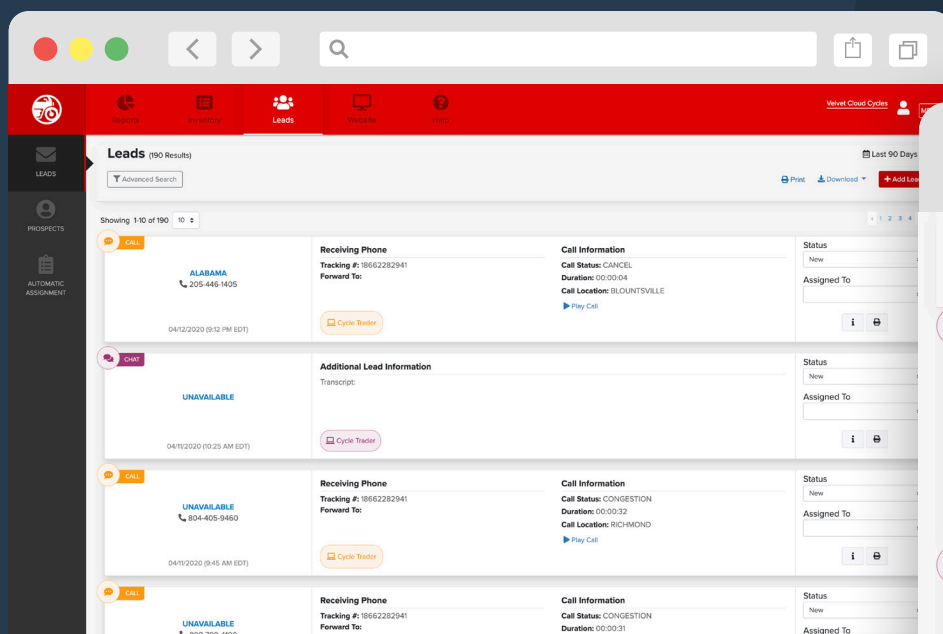 Reports
Inventory
Leads
Website
Help
Velvet Cloud Cycles
LEADS
PROSPECTS
AUTOMATIC
ASSIGNMENT
Leads (190 Results)
Last 90 Days
Advanced Search
Print
Download
+ Add Lea
Showing 1-10 of 190 10
« 1 2 3 4
CALL
ALABAMA
205-446-1405
04/12/2020 (9:12 PM EDT)
Receiving Phone
Tracking #: 18662282941
Forward To:
Cycle Trader
Call Information
Call Status: CANCEL
Duration: 00:00:04
Call Location: BLOUNTSVILLE
Play Call
Status
New
Assigned To
CHAT
UNAVAILABLE
04/11/2020 (10:25 AM EDT)
Additional Lead Information
Transcript:
Cycle Trader
Status
New
Assigned To
CALL
UNAVAILABLE
804-405-9460
04/11/2020 (9:45 AM EDT)
Receiving Phone
Tracking #: 18662282941
Forward To:
Cycle Trader
Call Information
Call Status: CONGESTION
Duration: 00:00:32
Call Location: RICHMOND
Play Call
Status
New
Assigned To
CALL
UNAVAILABLE
Receiving Phone
Tracking #: 18662282941
Forward To:
Call Information
Call Status: CONGESTION
Duration: 00:00:31
Status
New
Assigned To